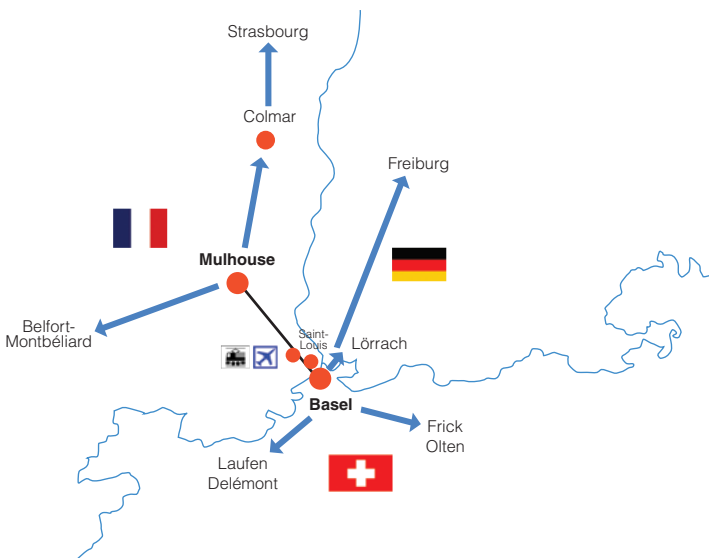 Strasbourg
Colmar
Freiburg
Mulhouse
Belfort-
Montbéliard
Saint-
Louis
Lörrach
Basel
Frick
Olten
Laufen
Delémont